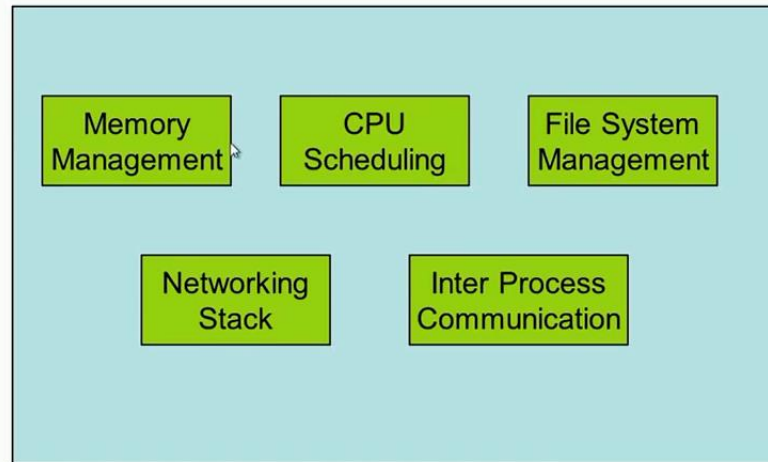 Memory
Management
CPU
Scheduling
File System
Management
Networking
Stack
Inter Process
Communication